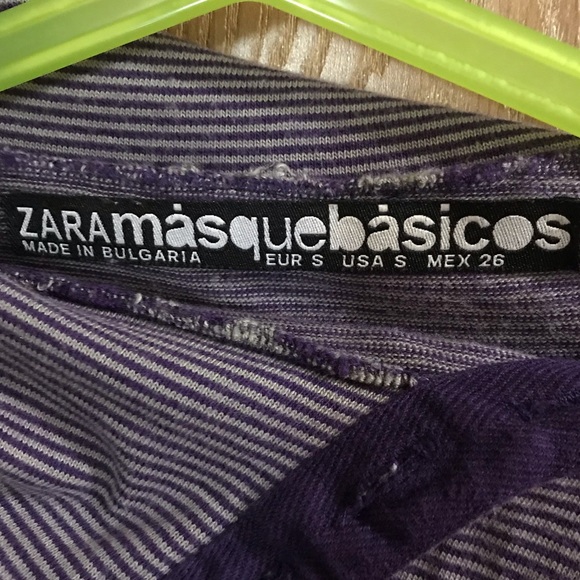 ZARAmásquebásicos
MADE IN BULGARIA EUR S USA S MEX 26